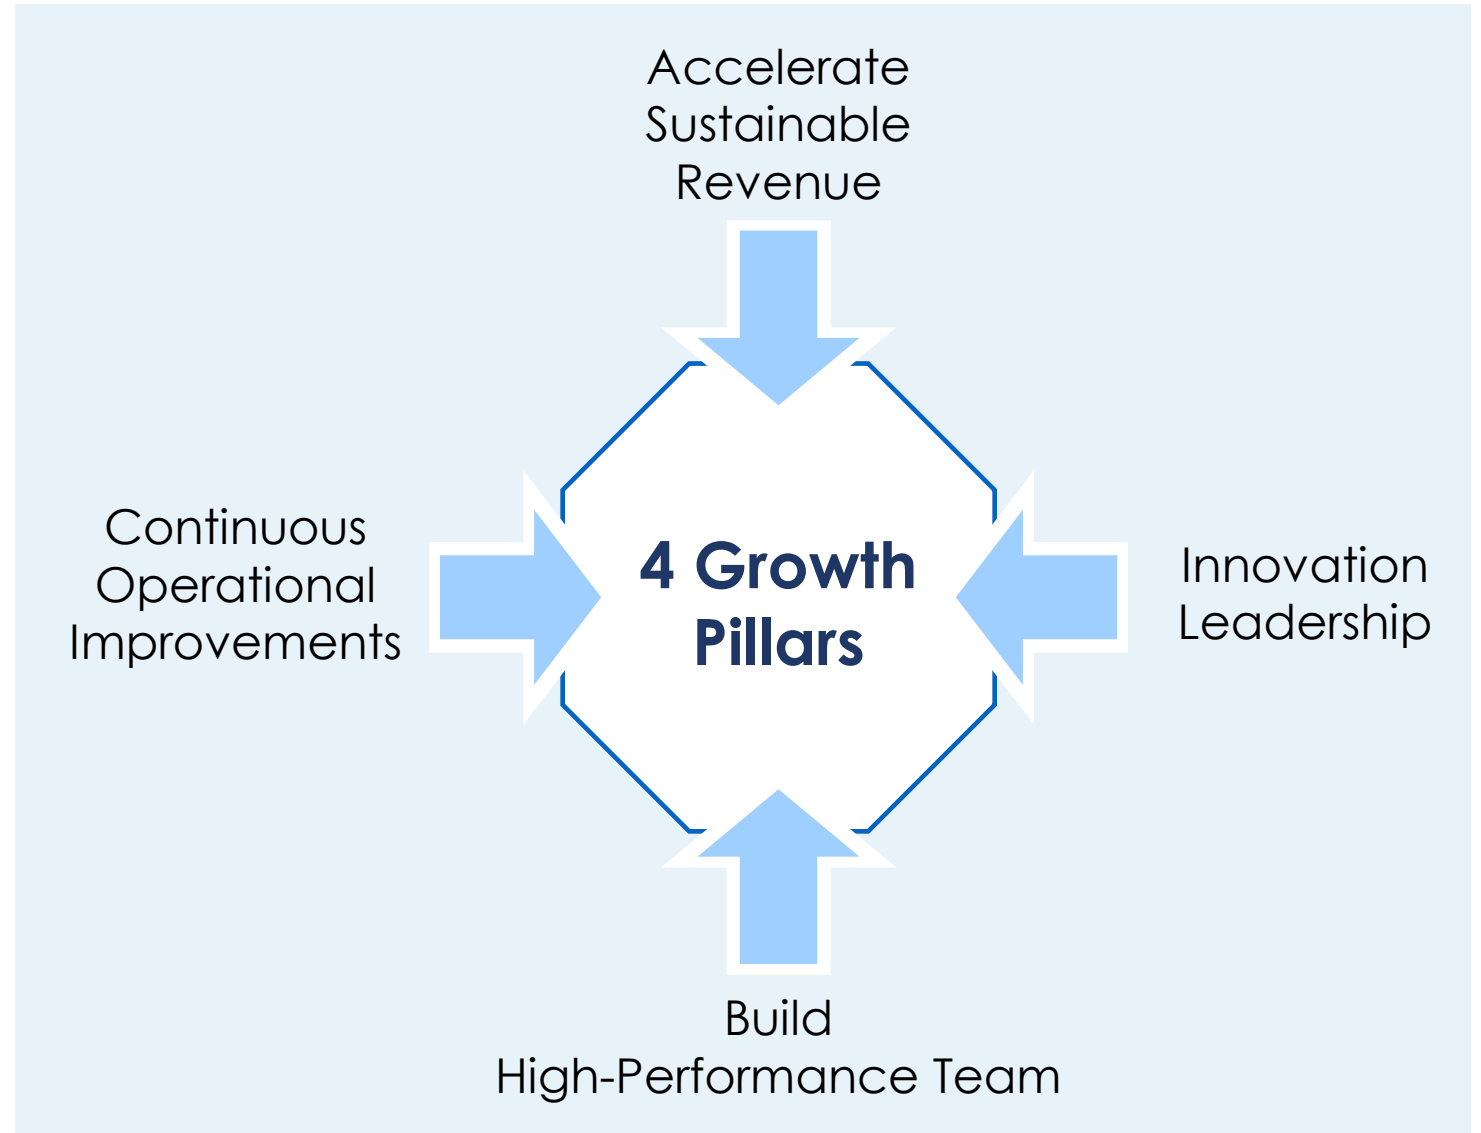 Accelerate
Sustainable
Revenue
Continuous
Operational
Improvements
4 Growth
Pillars
Innovation
Leadership
Build
High-Performance Team